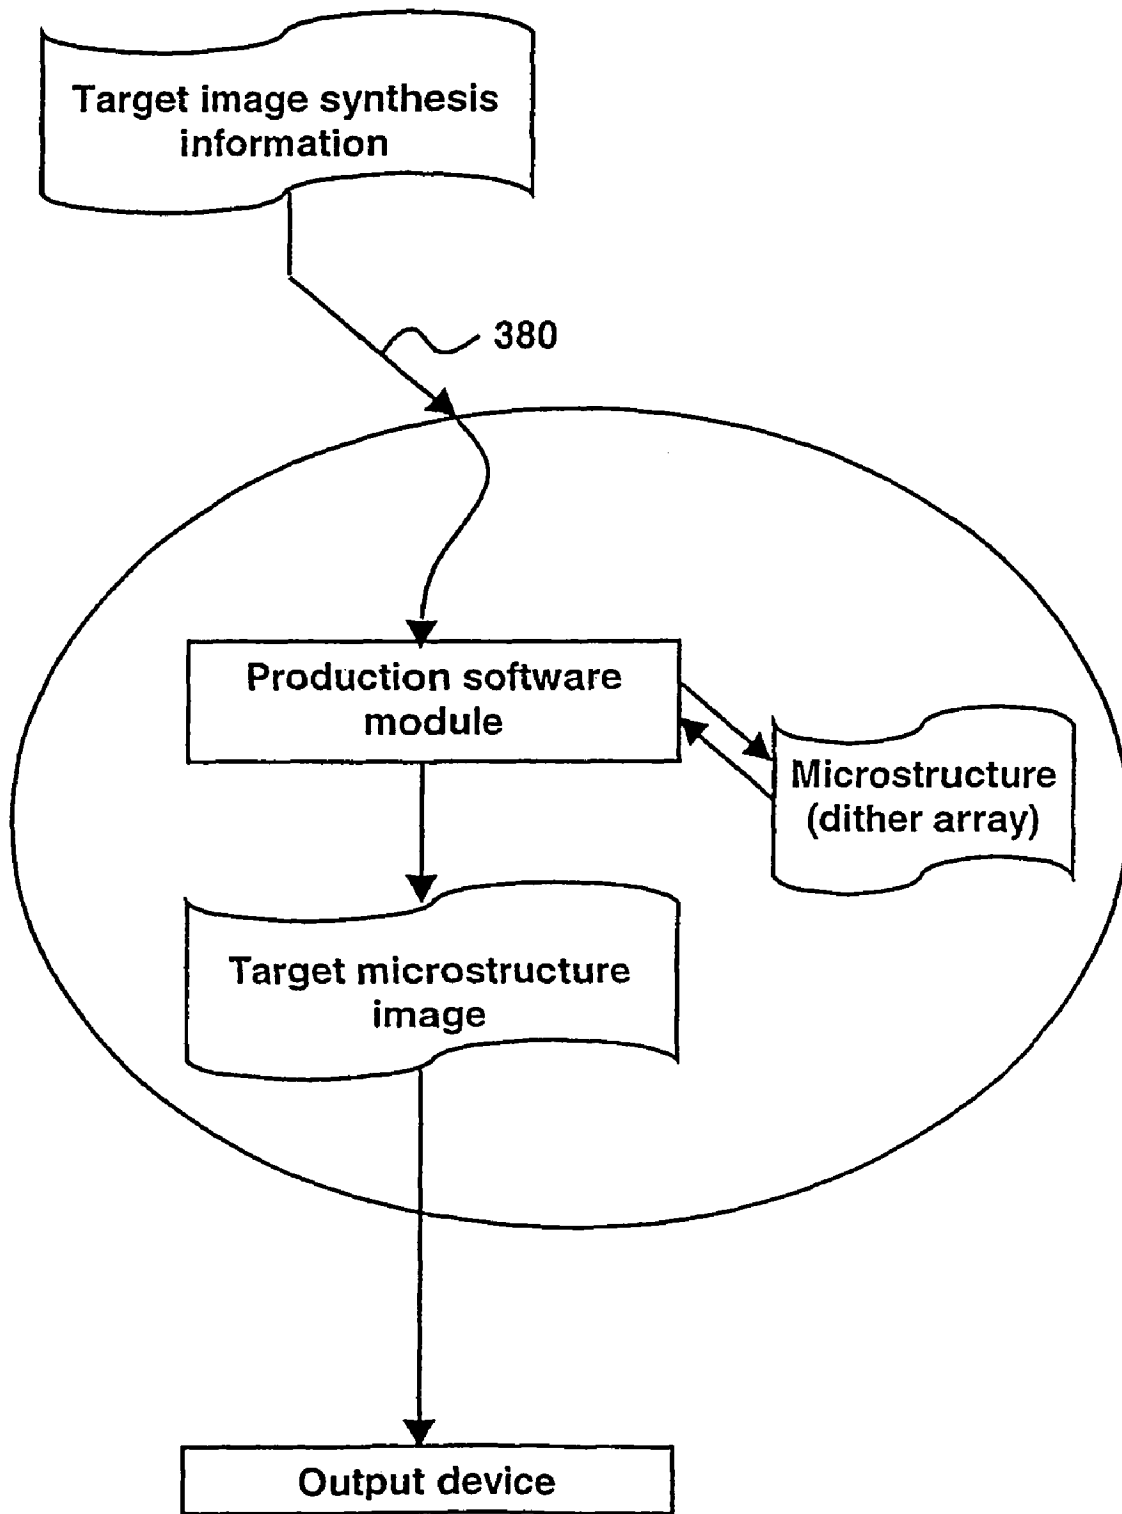 Target image synthesis
information
380
Production software
module
Microstructure
(dither array)
Target microstructure
image
Output device